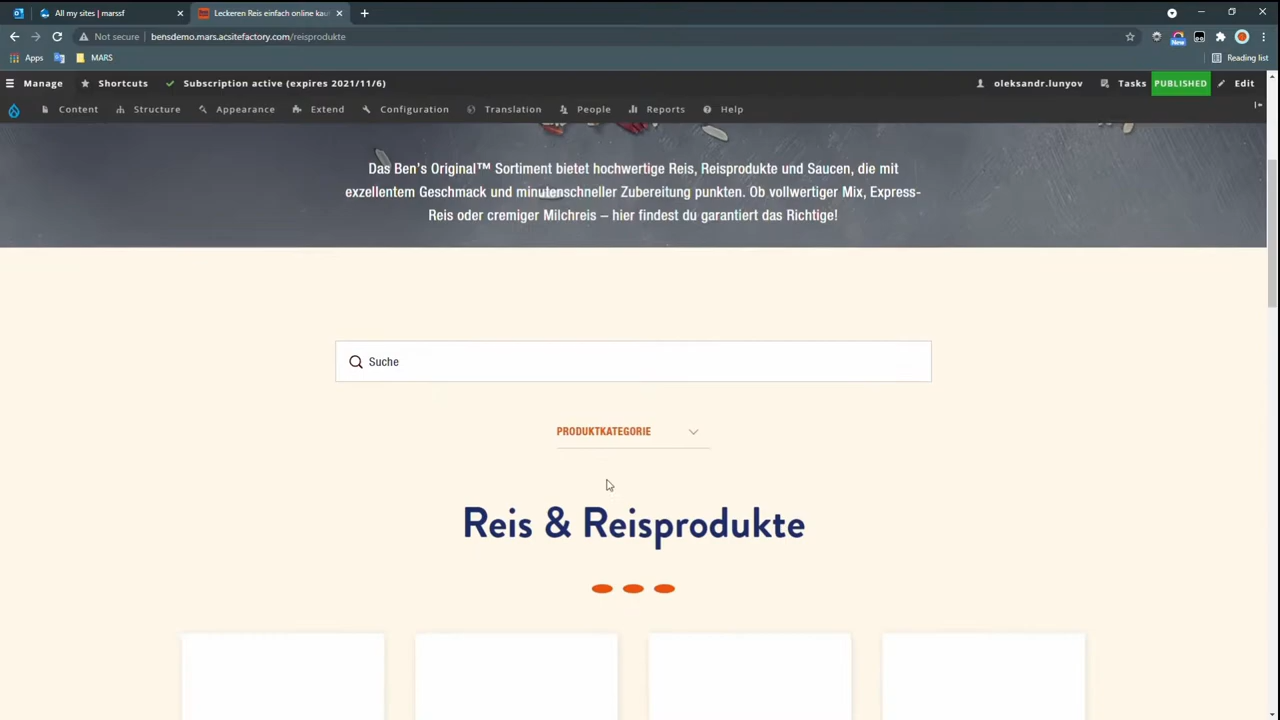 All my sites | marssf
Leckeren Reis einfach online kau
Not secure | bensdemo.mars.acsitefactory.com/reisprodukte
New
Apps
MARS
Reading list
Manage
Shortcuts
Subscription active (expires 2021/11/6)
oleksandr.lunyov
Tasks
PUBLISHED
Edit
Content
Structure
Appearance
Extend
Configuration
Translation
People
Reports
Help
Das Ben's Original™ Sortiment bietet hochwertige Reis, Reisprodukte und Saucen, die mit
exzellentem Geschmack und minutenschneller Zubereitung punkten. Ob vollwertiger Mix, Express-
Reis oder cremiger Milchreis – hier findest du garantiert das Richtige!
Suche
PRODUKTKATEGORIE
Reis & Reisprodukte